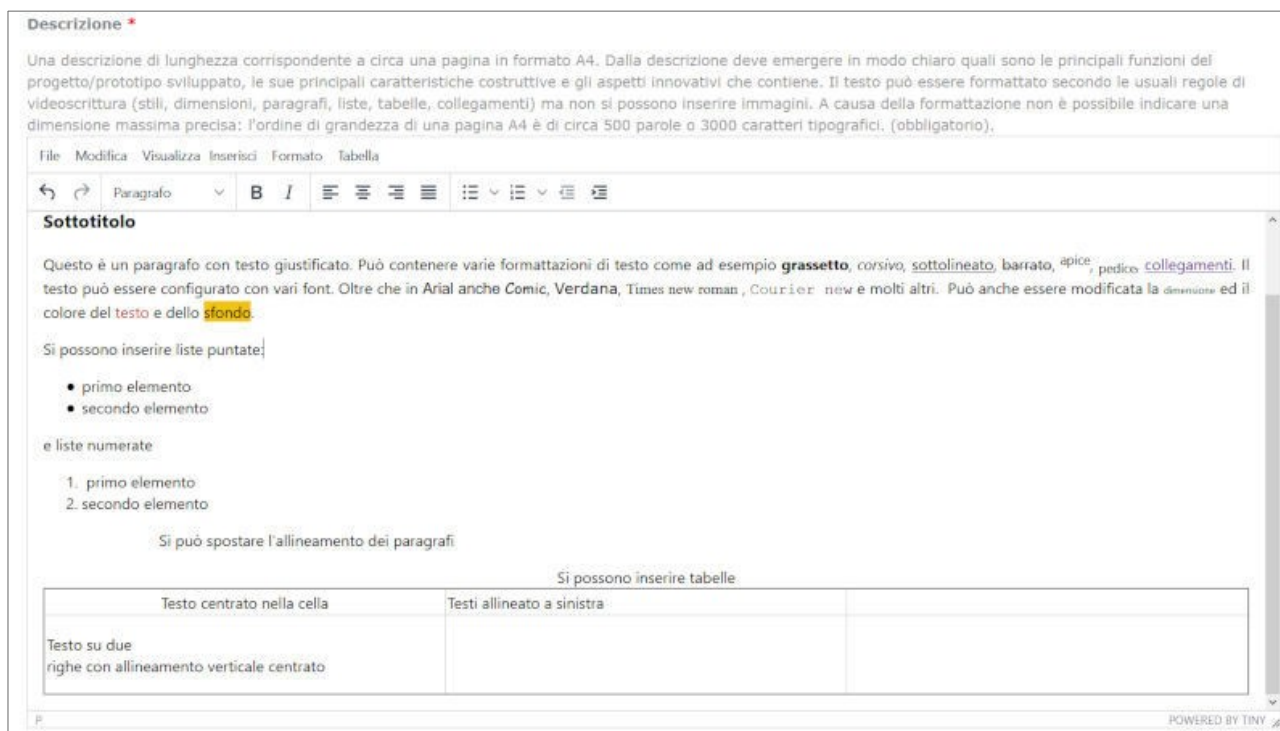 Descrizione *
Una descrizione di lunghezza corrispondente a circa una pagina in formato A4. Dalla descrizione deve emergere in modo chiaro quali sono le principali funzioni del
progetto/prototipo sviluppato, le sue principali caratteristiche costruttive e gli aspetti innovativi che contiene. Il testo può essere formattato secondo le usuali regole di
videoscrittura (stili, dimensioni, paragrafi, liste, tabelle, collegamenti) ma non si possono inserire immagini. A causa della formattazione non è possibile indicare una
dimensione massima precisa: l'ordine di grandezza di una pagina A4 è di circa 500 parole o 3000 caratteri tipografici. (obbligatorio).
File Modifica Visualizza Inserisci Formato Tabella
Paragrafo B I
Sottotitolo
Questo è un paragrafo con testo giustificato. Può contenere varie formattazioni di testo come ad esempio grassetto, corsivo, sottolineato, barrato, apice, pedice, collegamenti. Il
testo può essere configurato con vari font. Oltre che in Arial anche Comic, Verdana, Times new roman , Courier new e molti altri. Può anche essere modificata la dimensione ed il
colore del testo e dello sfondo.
Si possono inserire liste puntate:
• primo elemento
• secondo elemento
e liste numerate
1. primo elemento
2. secondo elemento
Si può spostare l'allineamento dei paragrafi
Si possono inserire tabelle
Testo centrato nella cella Testi allineato a sinistra
Testo su due
righe con allineamento verticale centrato
P POWERED BY TINY